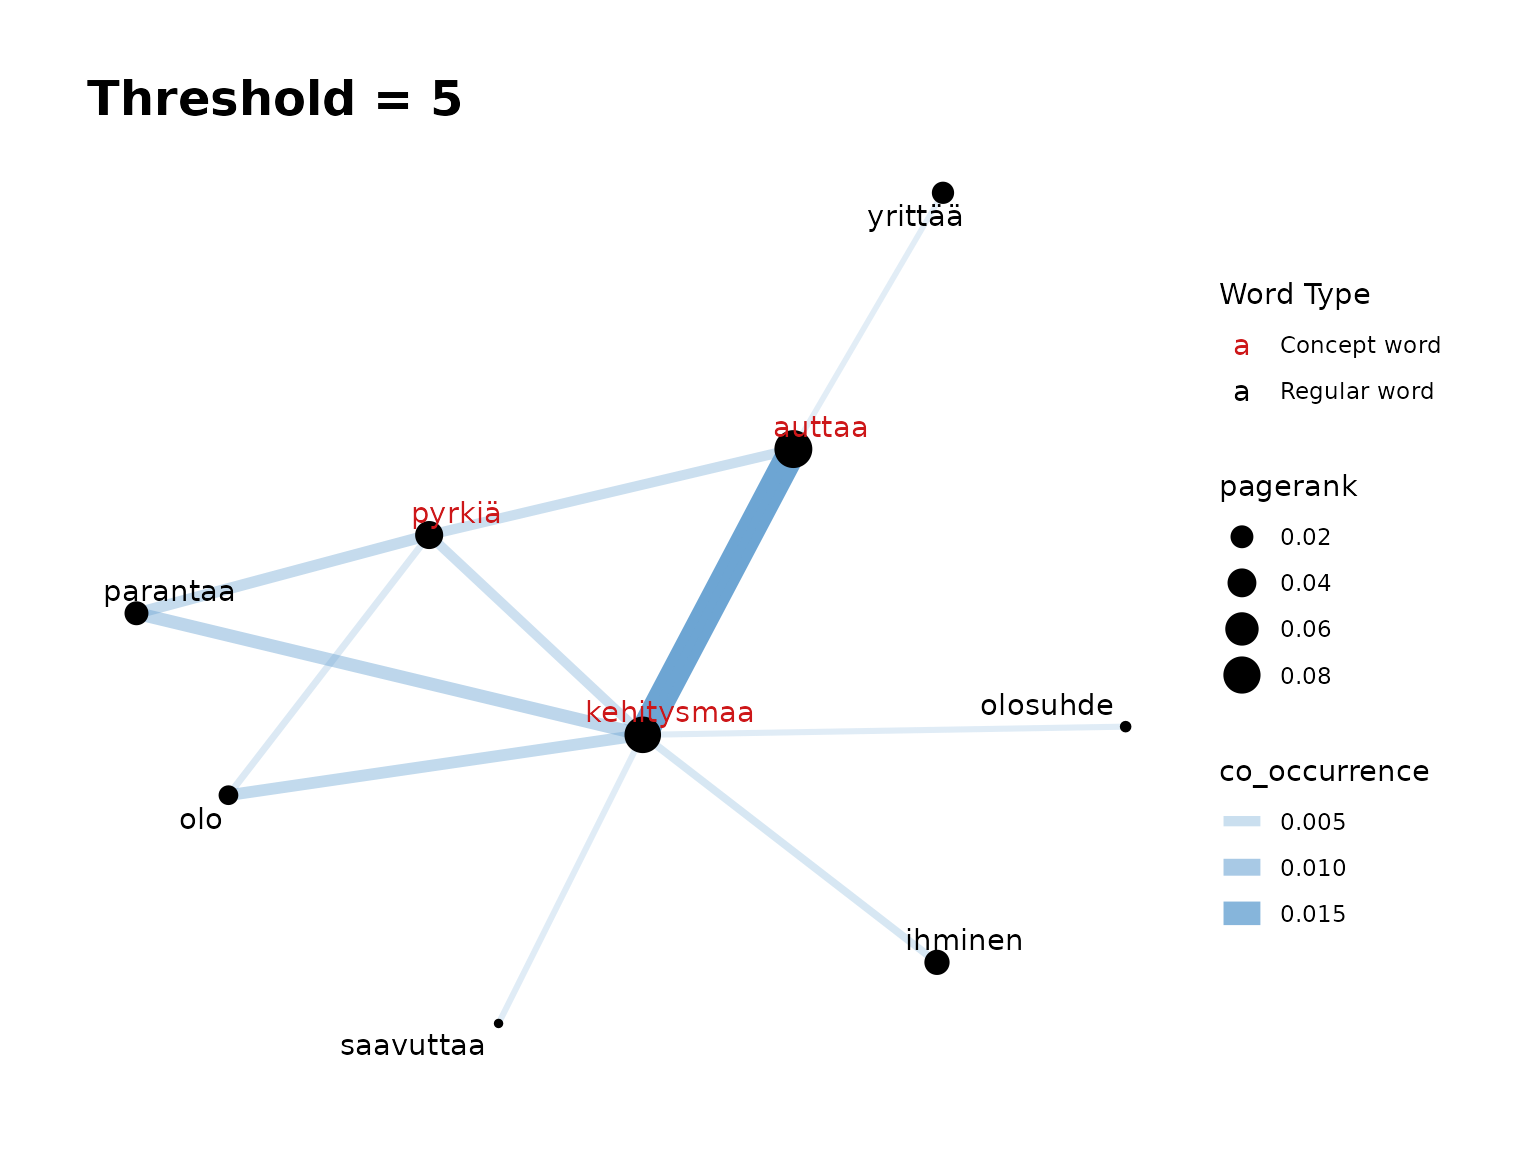 Threshold = 5
yrittää
auttaa
pyrkiä
parantaa
kehitysmaa
olosuhde
olo
ihminen
saavuttaa
Word Type
a Concept word
a Regular word
pagerank
0.02
0.04
0.06
0.08
co_occurrence
0.005
0.010
0.015